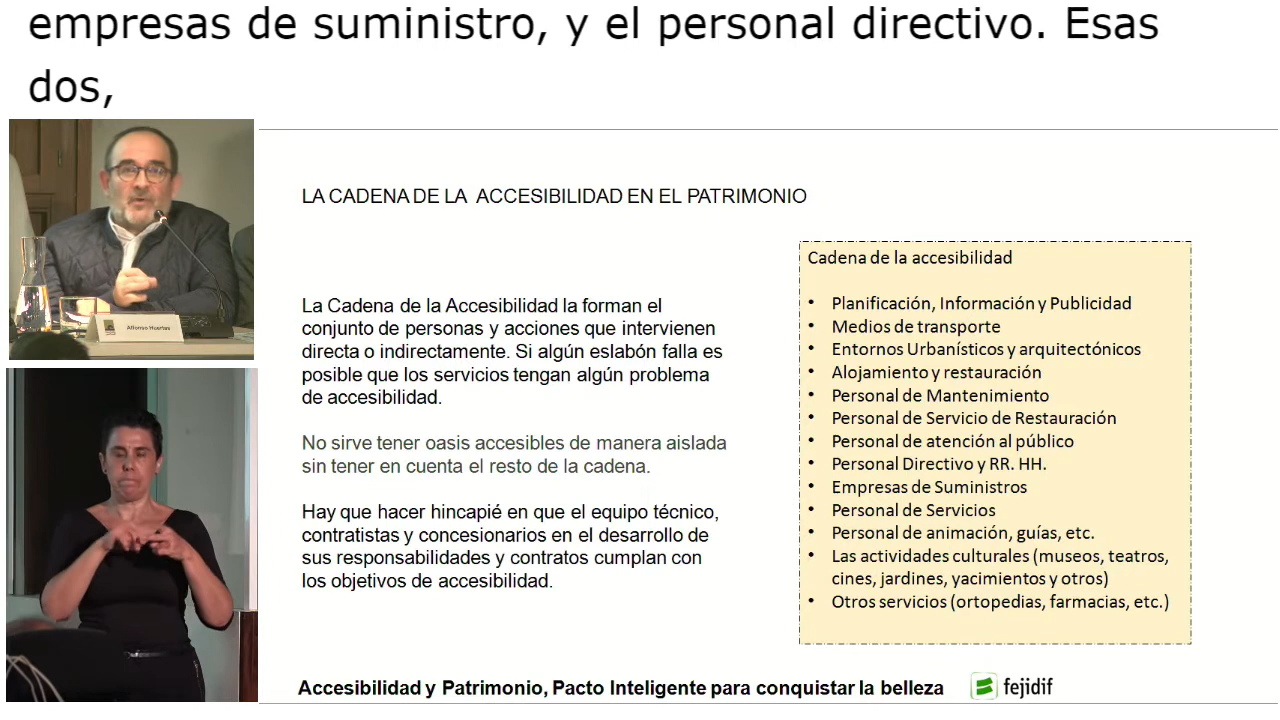 empresas de suministro, y el personal directivo. Esas
dos,
Alfonso Huertas
LA CADENA DE LA ACCESIBILIDAD EN EL PATRIMONIO
La Cadena de la Accesibilidad la forman el
conjunto de personas y acciones que intervienen
directa o indirectamente. Si algún eslabón falla es
posible que los servicios tengan algún problema
de accesibilidad.
No sirve tener oasis accesibles de manera aislada
sin tener en cuenta el resto de la cadena.
Hay que hacer hincapié en que el equipo técnico,
contratistas y concesionarios en el desarrollo de
sus responsabilidades y contratos cumplan con
los objetivos de accesibilidad.
Cadena de la accesibilidad
• Planificación, Información y Publicidad
• Medios de transporte
• Entornos Urbanísticos y arquitectónicos
• Alojamiento y restauración
• Personal de Mantenimiento
• Personal de Servicio de Restauración
• Personal de atención al público
• Personal Directivo y RR. HH.
• Empresas de Suministros
• Personal de Servicios
• Personal de animación, guías, etc.
• Las actividades culturales (museos, teatros,
cines, jardines, yacimientos y otros)
• Otros servicios (ortopedias, farmacias, etc.)
Accesibilidad y Patrimonio, Pacto Inteligente para conquistar la belleza
fejidif